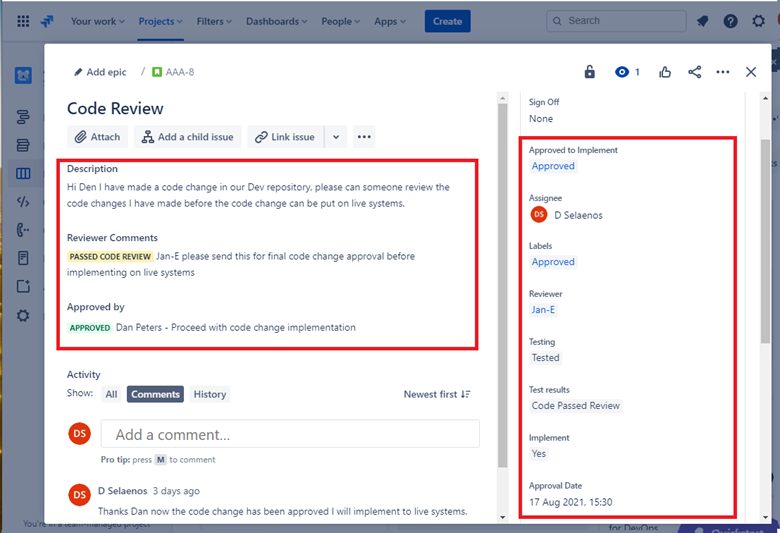 Your work Projects Filters Dashboards People Apps Create Search
Add epic / AAA-8 1
Code Review
Attach Add a child issue Link issue
Description
Hi Den I have made a code change in our Dev repository, please can someone review the
code changes I have made before the code change can be put on live systems.
Reviewer Comments
PASSED CODE REVIEW Jan-E please send this for final code change approval before
implementing on live systems
Approved by
APPROVED Dan Peters - Proceed with code change implementation
Activity
Show: All Comments History Newest first
DS Add a comment...
Pro tip: press M to comment
DS D Selaenos 3 days ago
Thanks Dan now the code change has been approved I will implement to live systems.
Sign Off
None
Approved to Implement
Approved
Assignee
DS D Selaenos
Labels
Approved
Reviewer
Jan-E
Testing
Tested
Test results
Code Passed Review
Implement
Yes
Approval Date
17 Aug 2021, 15:30
You're in a team-managed project
for DevOps
Quickstart